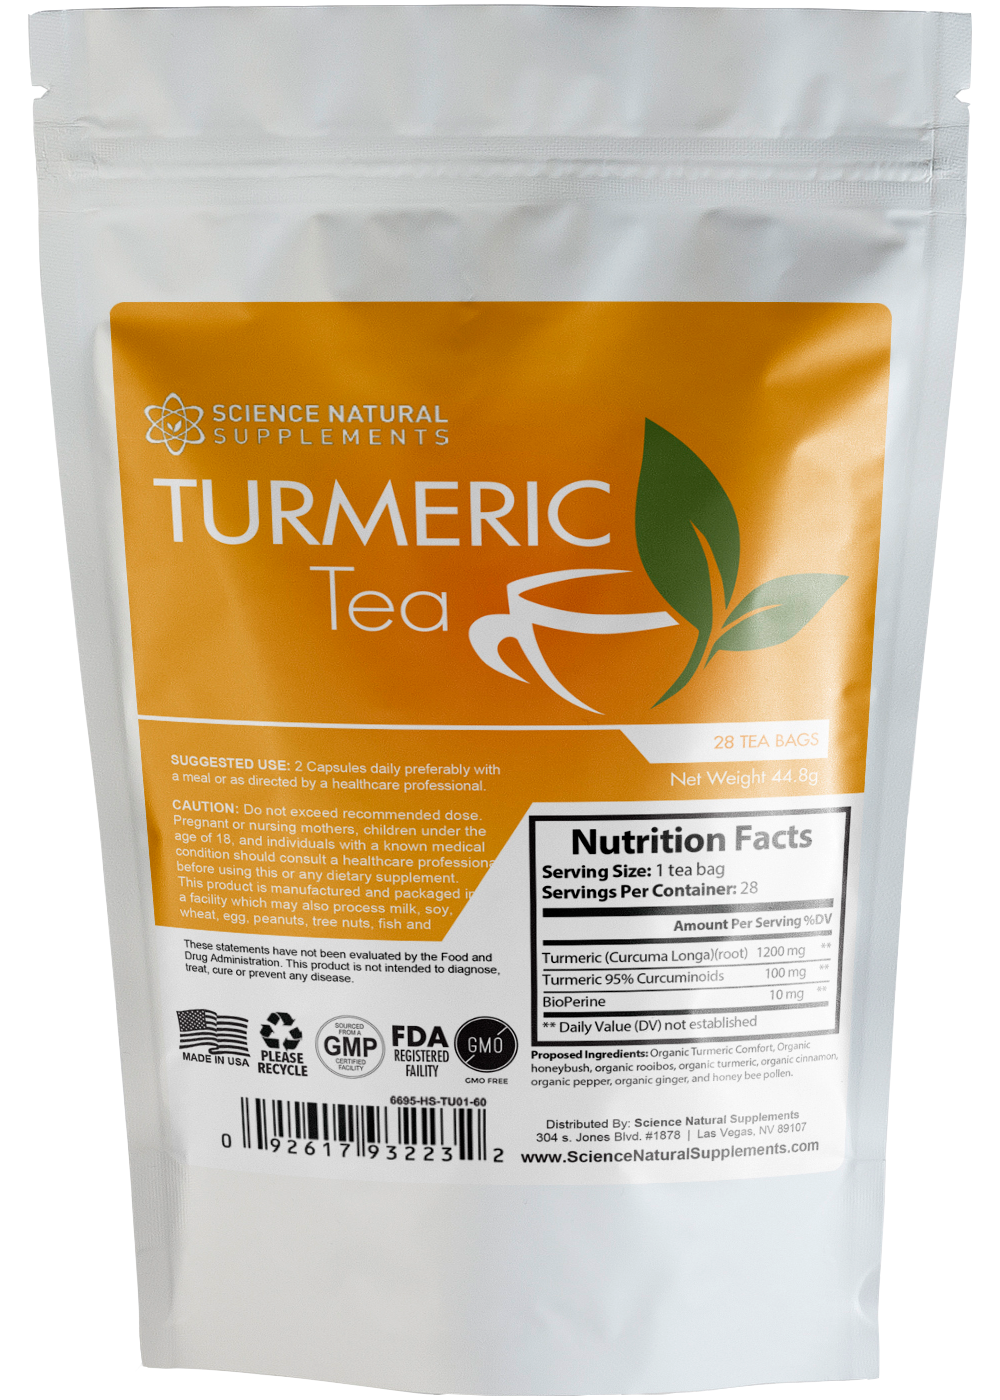 SCIENCE NATURAL
SUPPLEMENTS
TURMERIC
Tea
28 TEA BAGS
Net Weight 44.8g
SUGGESTED USE: 2 Capsules daily preferably with
a meal or as directed by a healthcare professional.
CAUTION: Do not exceed recommended dose.
Pregnant or nursing mothers, children under the
age of 18, and individuals with a known medical
condition should consult a healthcare professiona
before using this or any dietary supplement.
This product is manufactured and packaged in
a facility which may also process milk, soy,
wheat, egg, peanuts, tree nuts, fish and
These statements have not been evaluated by the Food and
Drug Administration. This product is not intended to diagnose,
treat, cure or prevent any disease.
MADE IN USA
PLEASE
RECYCLE
SOURCED
FROM A
GMP
CERTIFIED
FACILITY
FDA
REGISTERED
FAILITY
GMO
GMO FREE
6695-HS-TU01-60
0 92617 93223 2
Nutrition Facts
Serving Size: 1 tea bag
Servings Per Container: 28
Amount Per Serving %DV
Turmeric (Curcuma Longa)(root) 1200 mg **
Turmeric 95% Curcuminoids 100 mg **
BioPerine 10 mg **
** Daily Value (DV) not established
Proposed Ingredients: Organic Turmeric Comfort, Organic
honeybush, organic rooibos, organic turmeric, organic cinnamon,
organic pepper, organic ginger, and honey bee pollen.
Distributed By: Science Natural Supplements
304 s. Jones Blvd. #1878 | Las Vegas, NV 89107
www.ScienceNaturalSupplements.com